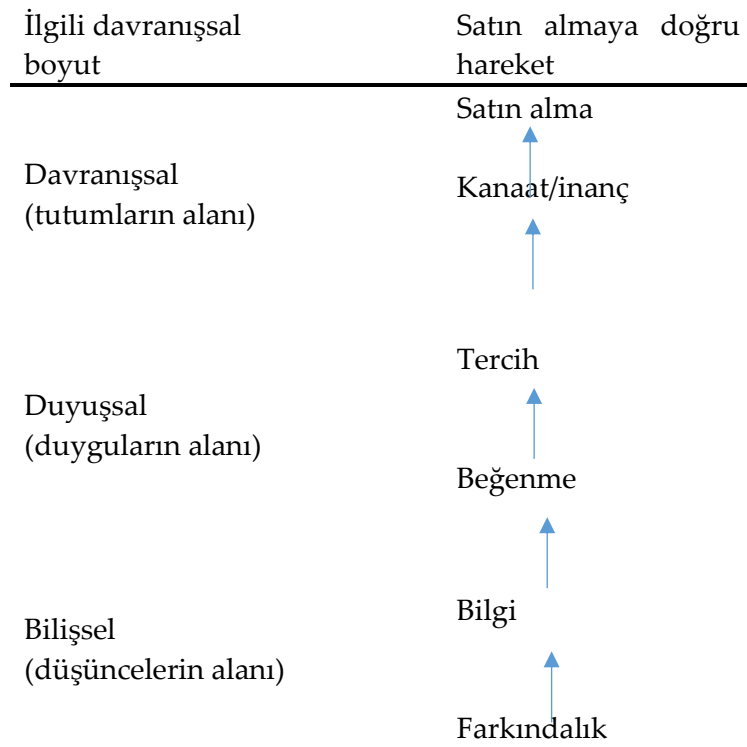 İlgili davranışsal
boyut
Satın almaya doğru
hareket
Satın alma
Davranışsal
(tutumların alanı)
Kanaat/inanç
Tercih
Duyuşsal
(duyguların alanı)
Beğenme
Bilgi
Bilişsel
(düşüncelerin alanı)
Farkındalık